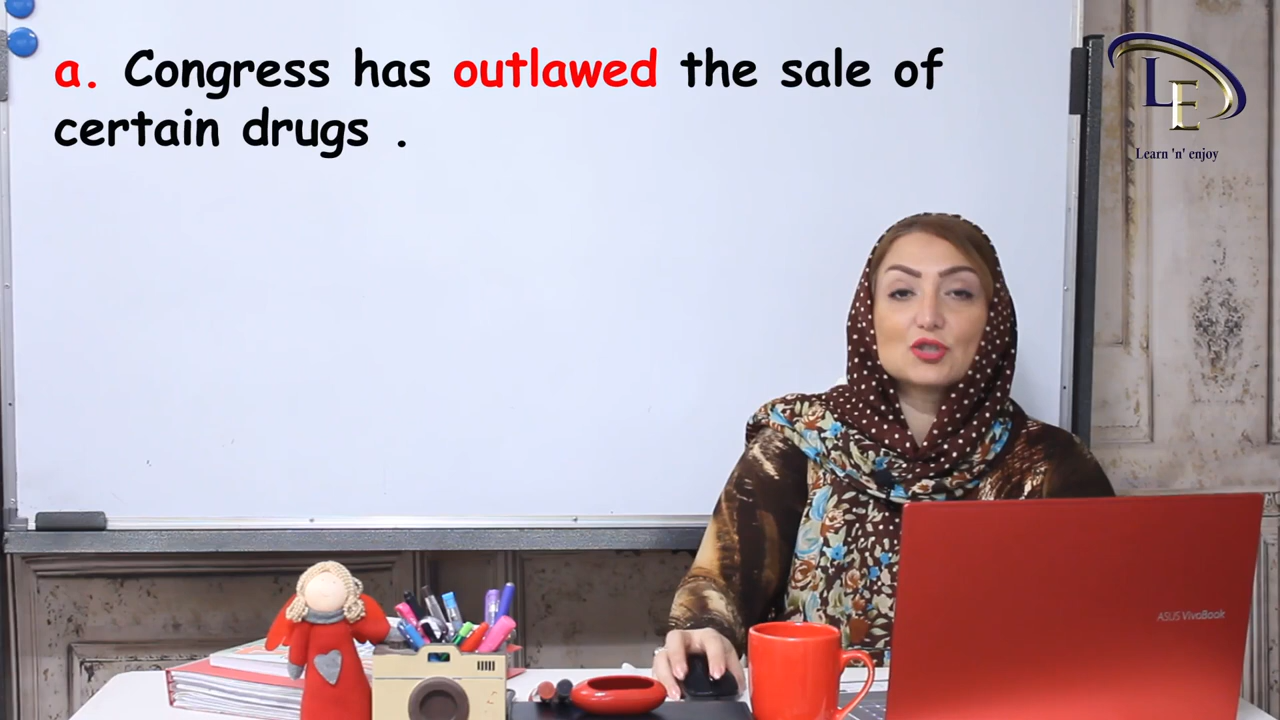 a. Congress has outlawed the sale of
certain drugs .
LE
Learn 'n' enjoy
ASUS VivoBook